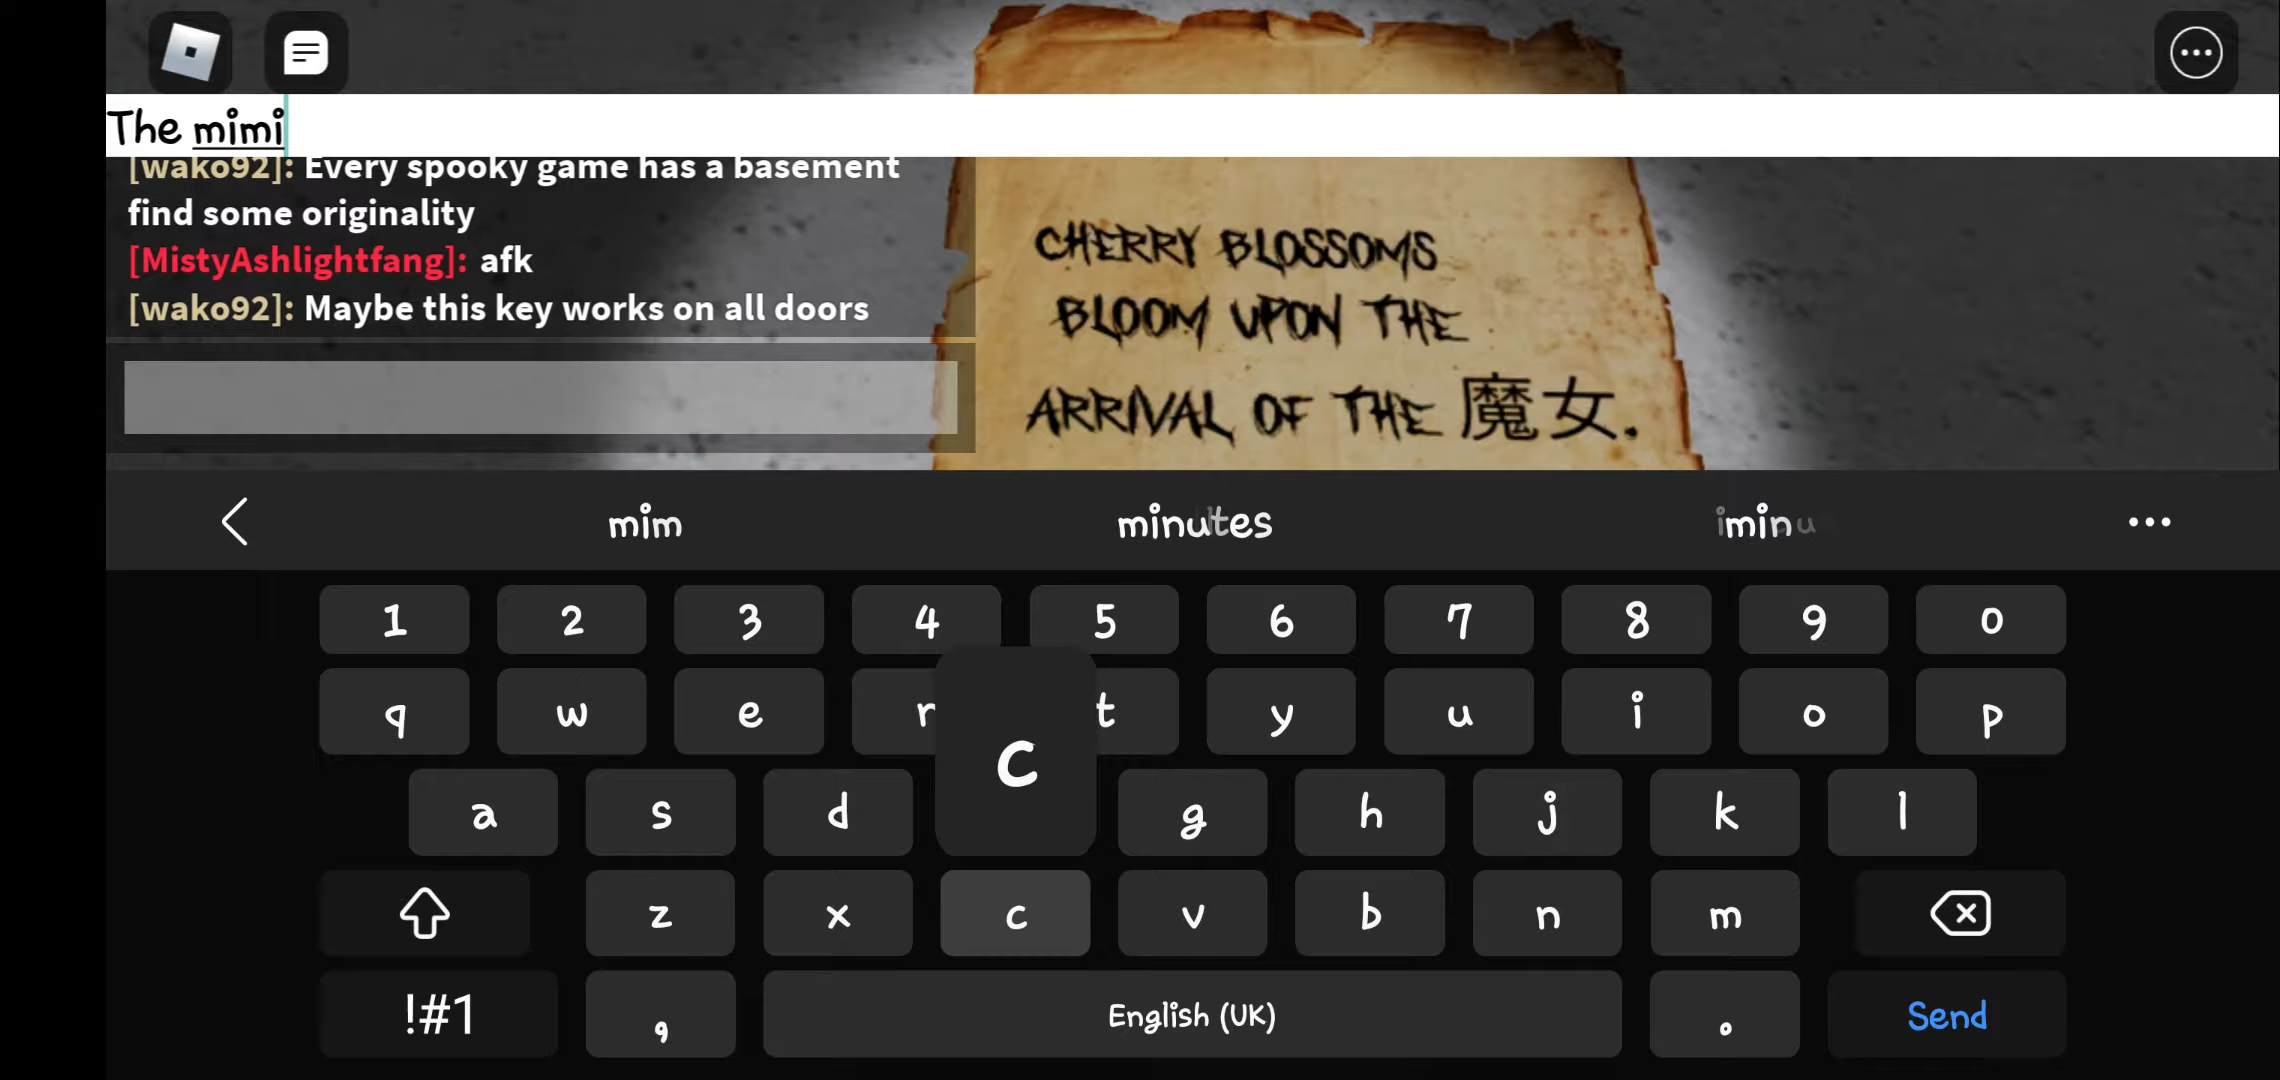 The mimi
[wako92]: Every spooky game has a basement
find some originality
[MistyAshlightfang]: afk
[wako92]: Maybe this key works on all doors
CHERRY BLOSSOMS
BLOOM UPON THE
ARRIVAL OF THE 魔女.
mim minutes
1 2 3 4 5 6 7 8 9 0
q w e r t y u i o p
c
a s d g h j k l
z x c v b n m
!#1 , English (UK) . Send